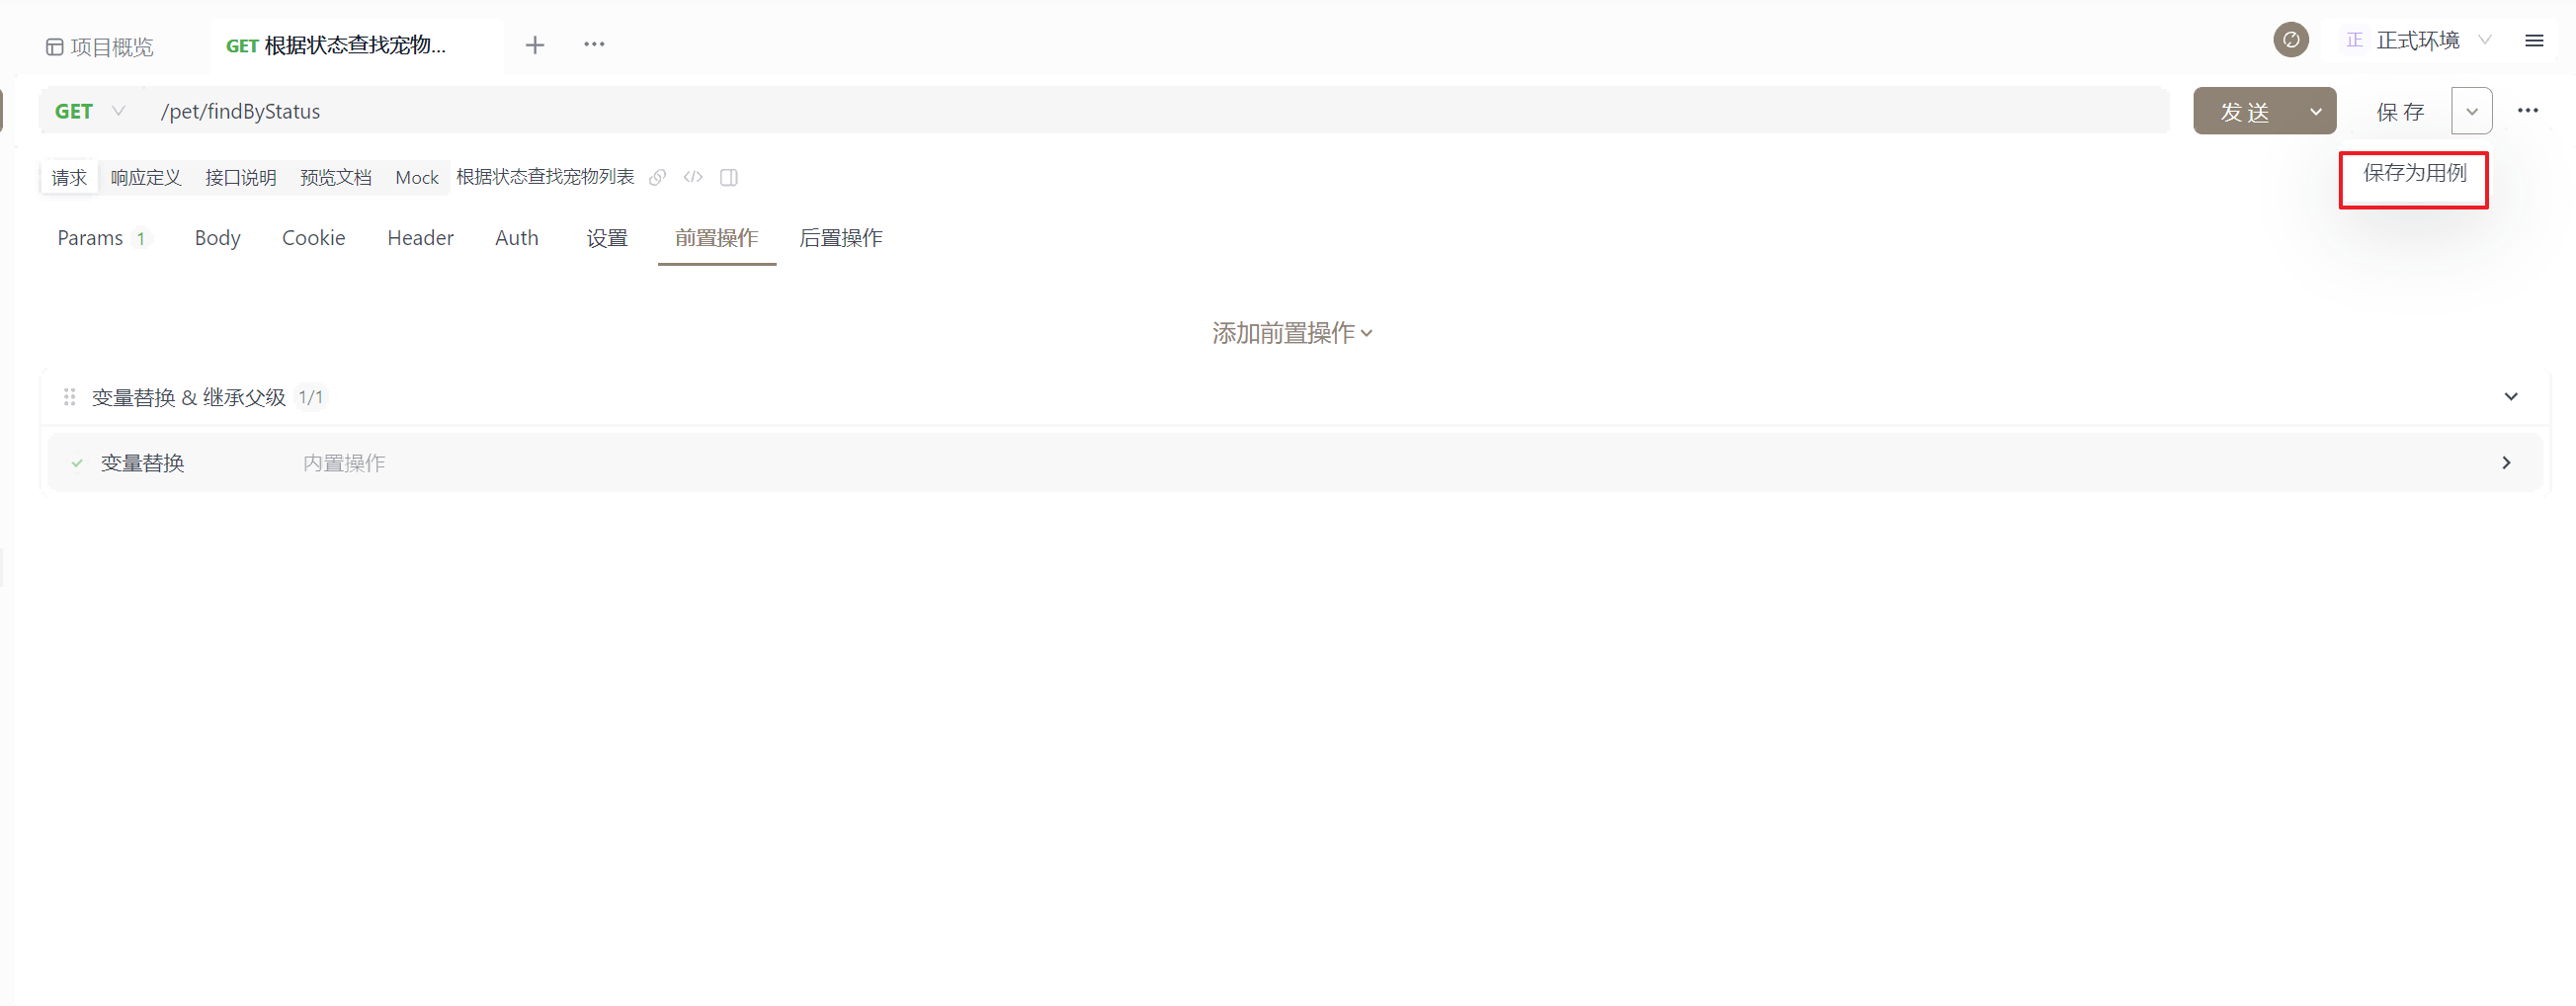 项目概览
GET 根据状态查找宠物...
正 正式环境
GET /pet/findByStatus
发 送
保 存
保存为用例
请求 响应定义 接口说明 预览文档 Mock 根据状态查找宠物列表
Params 1 Body Cookie Header Auth 设置 前置操作 后置操作
添加前置操作
变量替换 & 继承父级 1/1
变量替换 内置操作